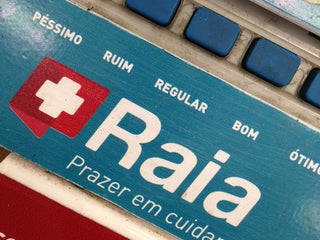 PÉSSIMO RUIM REGULAR BOM ÓTIMO
Raia
Prazer em cuidar